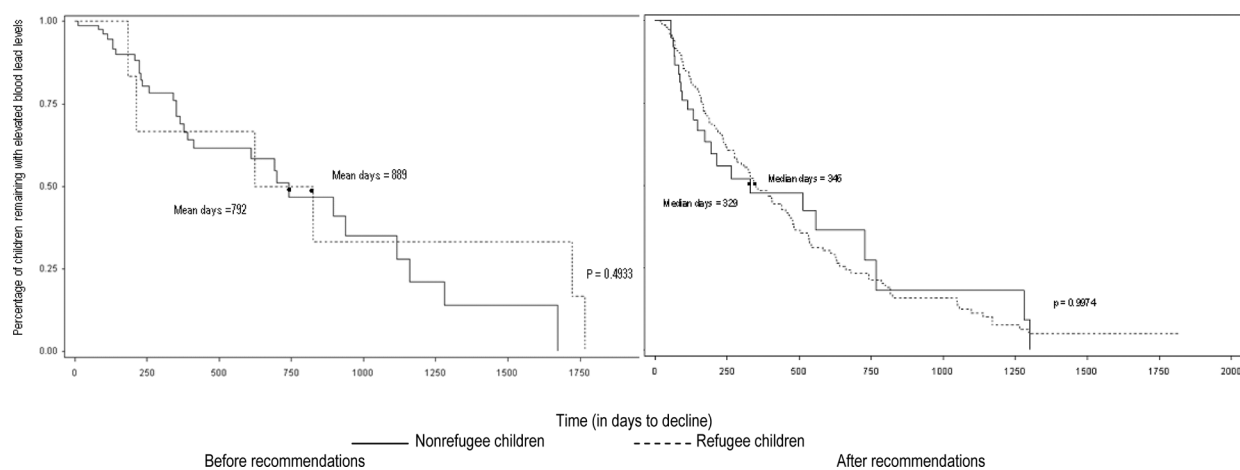 Percentage of children remaining with elevated blood lead levels
1.00
0.75
0.50
0.25
0.00
Mean days = 889
Mean days =792
P = 0.4933
0 250 500 750 1000 1250 1500 1750
Median days = 346
Median days = 329
p = 0.9974
0 250 500 750 1000 1250 1500 1750 2000
Time (in days to decline)
Nonrefugee children Refugee children
Before recommendations After recommendations